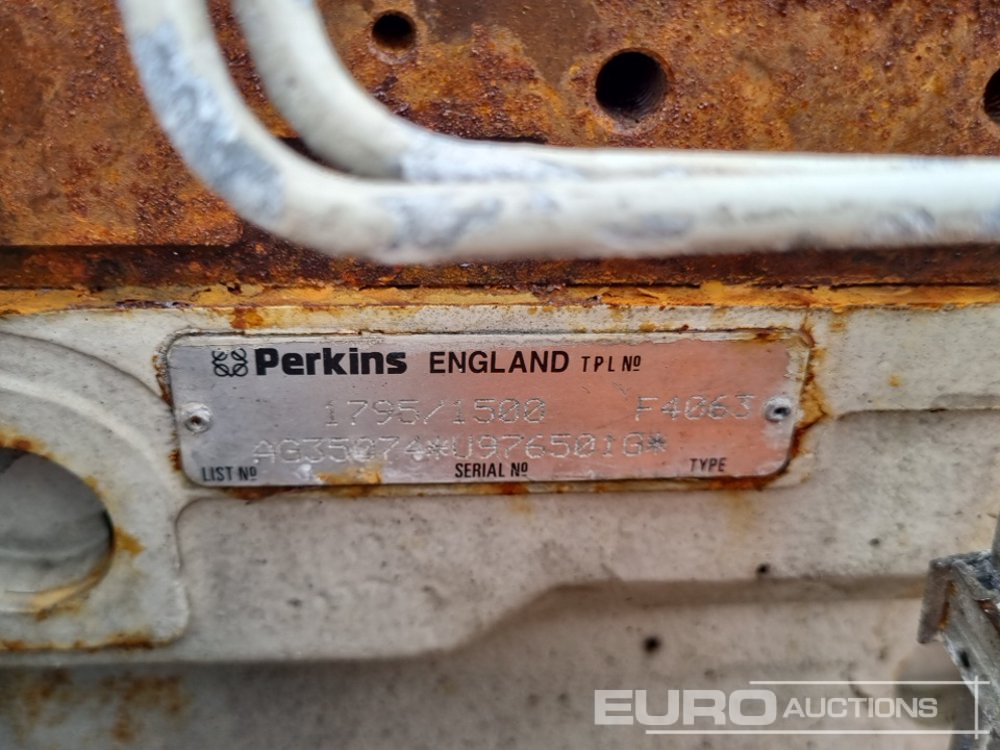 Perkins ENGLAND TPL Nº
1795/1500 F4063
AG35074*U976501G*
LIST Nº SERIAL Nº TYPE
EURO AUCTIONS